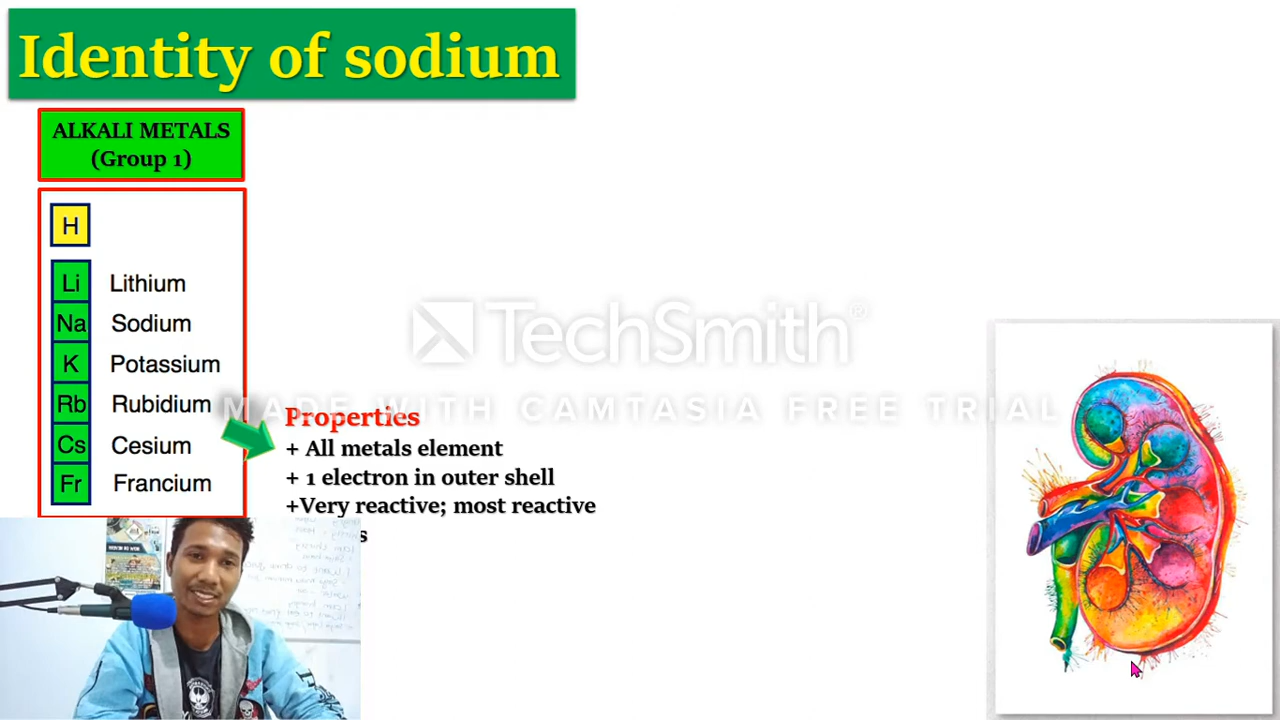 Identity of sodium
ALKALI METALS
(Group 1)
H
Li Lithium
Na Sodium
K Potassium
Rb Rubidium
Cs Cesium
Fr Francium
TechSmith®
MADE WITH CAMTASIA FREE TRIAL
Properties
+ All metals element
+ 1 electron in outer shell
+Very reactive; most reactive
s